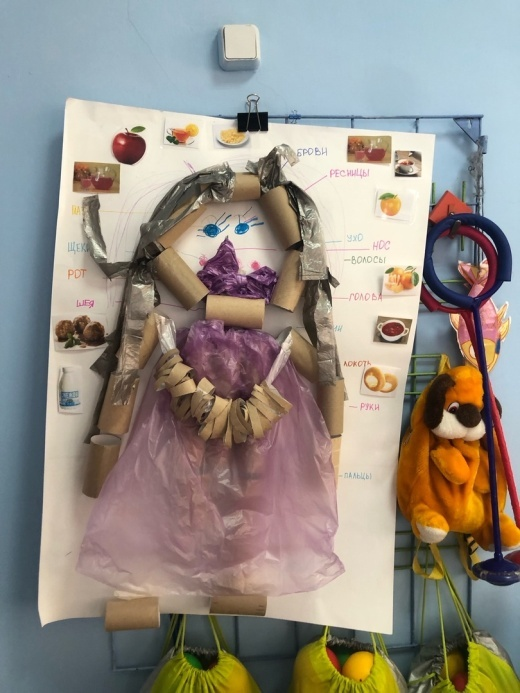 БРОВИ
РЕСНИЦЫ
УХО
НОС
ВОЛОСЫ
ЩЕКИ
РОТ
ШЕЯ
ГОЛОВА
ЛОКОТЬ
РУКИ
ПАЛЬЦЫ